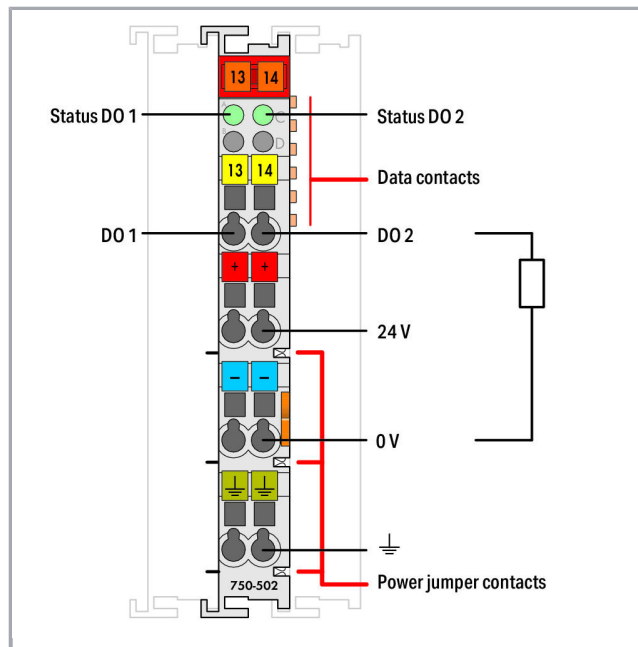 13 14
Status DO 1
A
C
Status DO 2
B
D
13 14
Data contacts
DO 1
DO 2
+ +
24 V
− −
0 V
750-502
Power jumper contacts